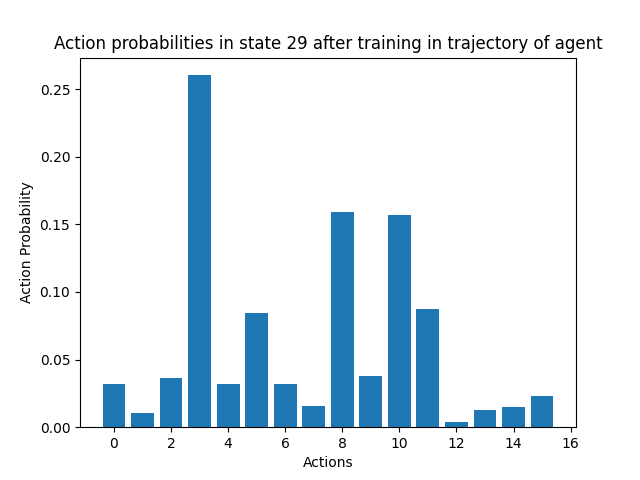 Action probabilities in state 29 after training in trajectory of agent
Action Probability
0.25
0.20
0.15
0.10
0.05
0.00
0 2 4 6 8 10 12 14 16
Actions